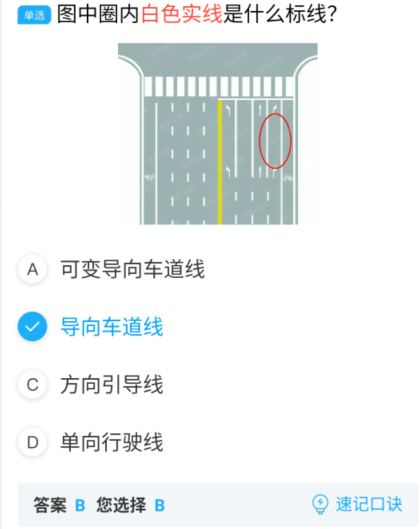 单选 图中圈内白色实线是什么标线?
A 可变导向车道线
导向车道线
C 方向引导线
D 单向行驶线
答案 B 您选择 B 速记口诀